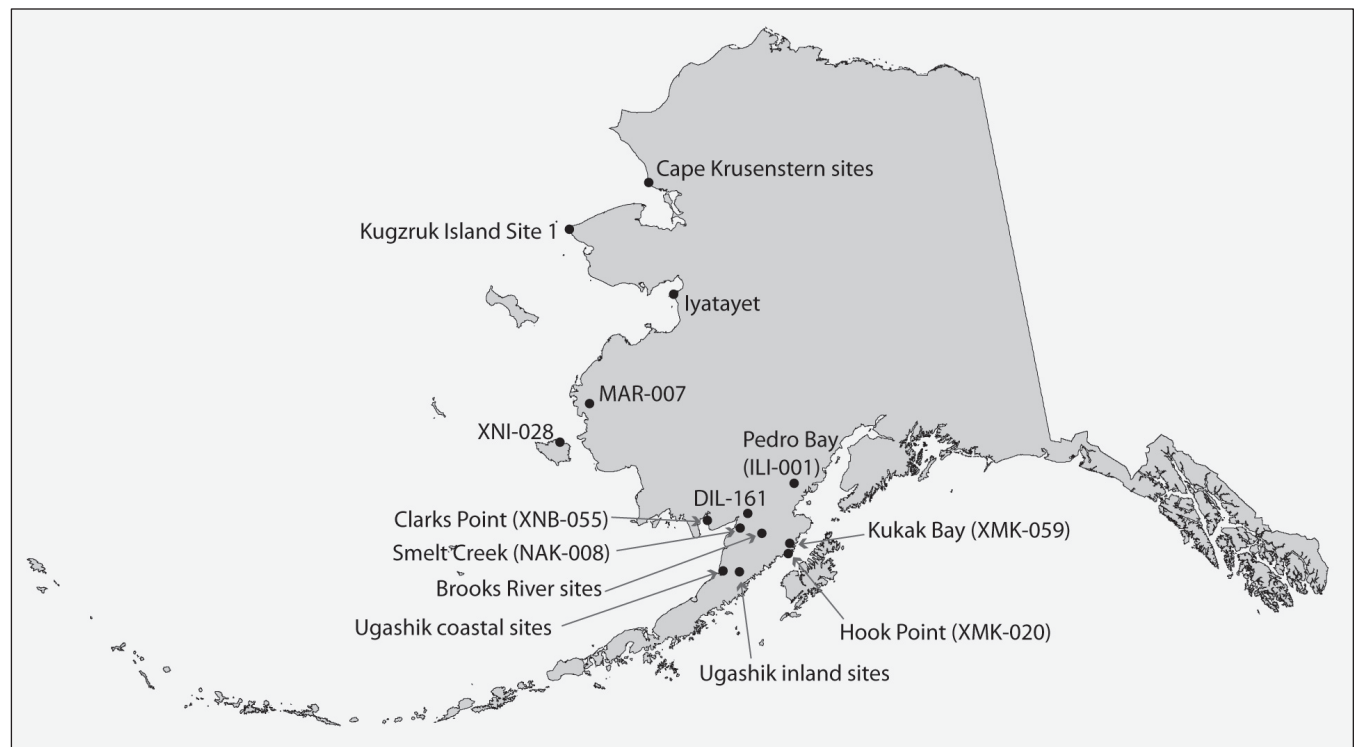 Cape Krusenstern sites
Kugzruk Island Site 1
Iyatayet
MAR-007
XNI-028
Pedro Bay
(ILI-001)
DIL-161
Clarks Point (XNB-055)
Kukak Bay (XMK-059)
Smelt Creek (NAK-008)
Brooks River sites
Ugashik coastal sites
Hook Point (XMK-020)
Ugashik inland sites